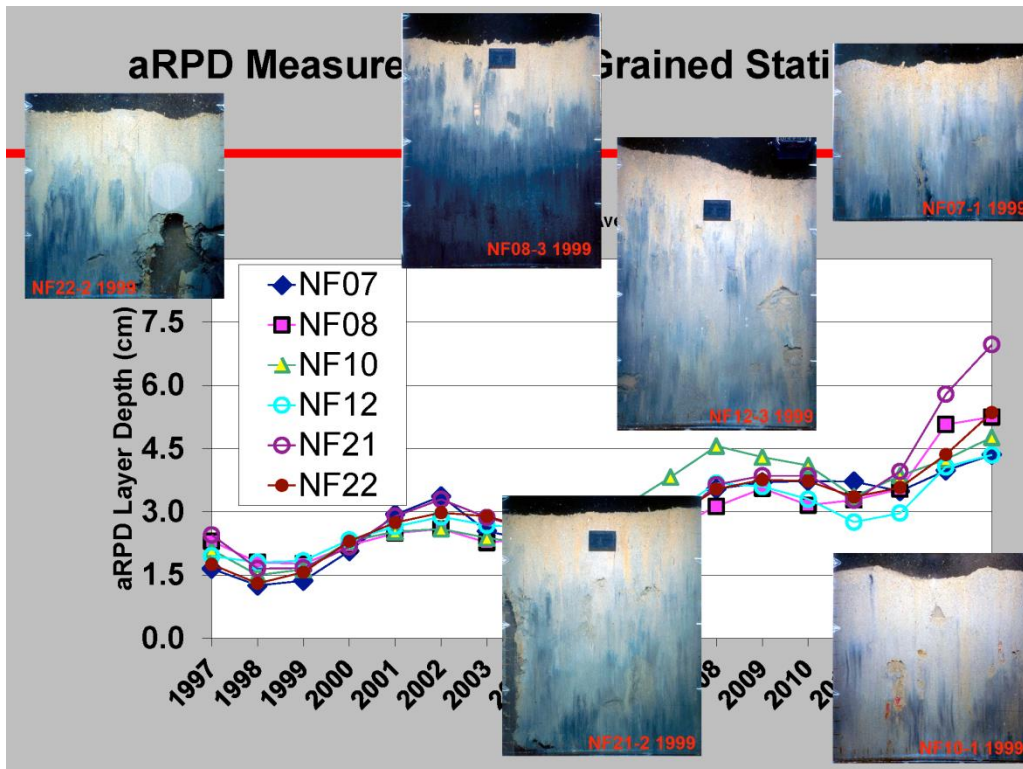 aRPD Measure Grained Stati
NF22-2 1999
NF08-3 1999
NF12-3 1999
NF07-1 1999
aRPD Layer Depth (cm)
7.5
6.0
4.5
3.0
1.5
0.0
NF07
NF08
NF10
NF12
NF21
NF22
1997
1998
1999
2000
2001
2002
2003
2009
2010
NF21-2 1999
NF10-1 1999